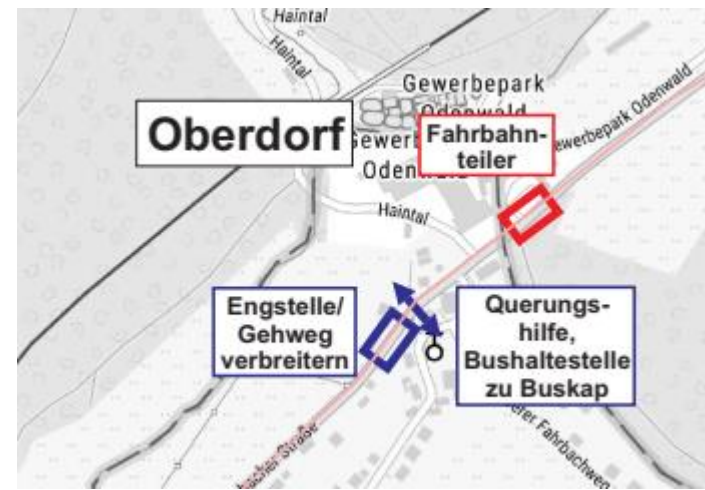 Haintal
Haintal
Gewerbepark
Odenwald
Oberdorf
Fahrbahn-
teiler
Gewerbepark Odenwald
Haintal
Engstelle/
Gehweg
verbreitern
Querungs-
hilfe,
Bushaltestelle
zu Buskap
Straße
Fahrbachweg